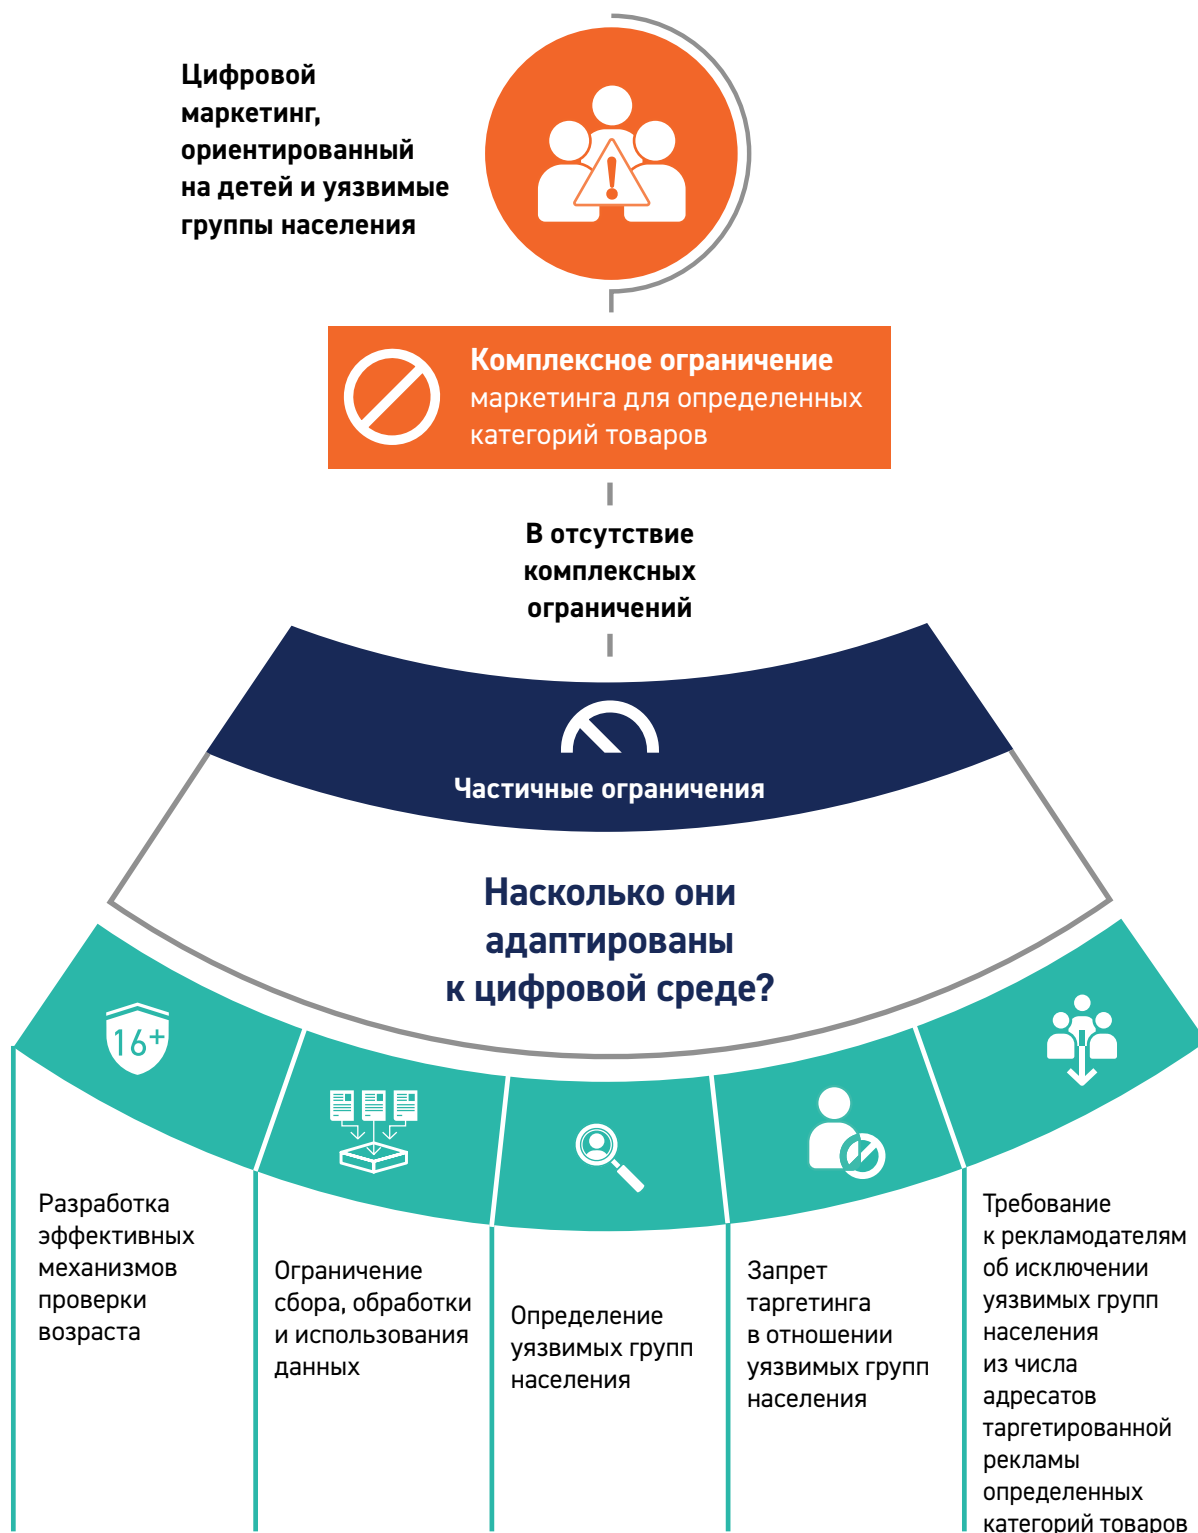 Цифровой
маркетинг,
ориентированный
на детей и уязвимые
группы населения
Комплексное ограничение
маркетинга для определенных
категорий товаров
В отсутствие
комплексных
ограничений
Частичные ограничения
Насколько они
адаптированы
к цифровой среде?
16+
Разработка
эффективных
механизмов
проверки
возраста
Ограничение
сбора, обработки
и использования
данных
Определение
уязвимых групп
населения
Запрет
таргетинга
в отношении
уязвимых групп
населения
Требование
к рекламодателям
об исключении
уязвимых групп
населения
из числа
адресатов
таргетированной
рекламы
определенных
категорий товаров